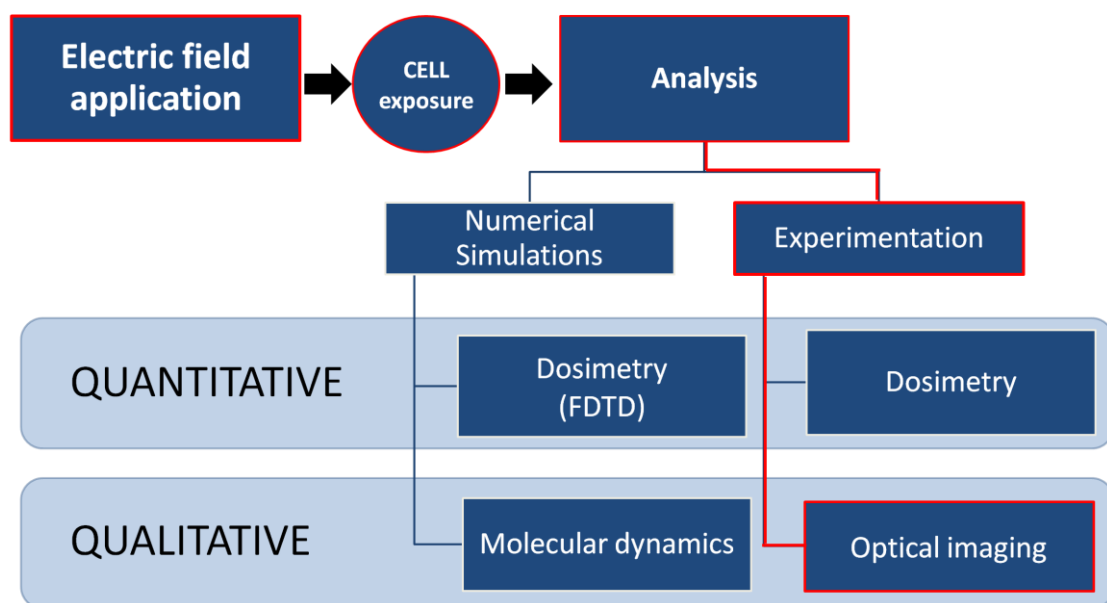 Electric field
application
CELL
exposure
Analysis
Numerical
Simulations
Experimentation
QUANTITATIVE
Dosimetry
(FDTD)
Dosimetry
QUALITATIVE
Molecular dynamics
Optical imaging